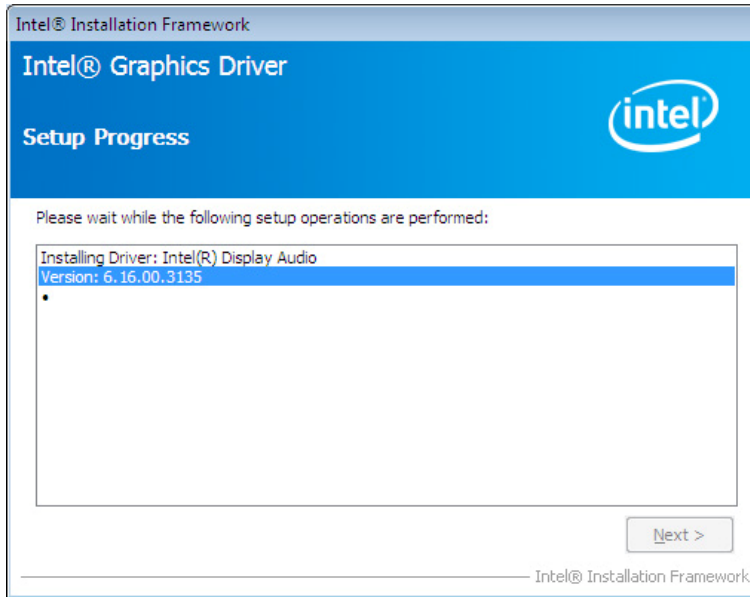 Intel® Installation Framework
Intel® Graphics Driver
Setup Progress
intel
Please wait while the following setup operations are performed:
Installing Driver: Intel(R) Display Audio
Version: 6.16.00.3135
Next >
Intel® Installation Framework